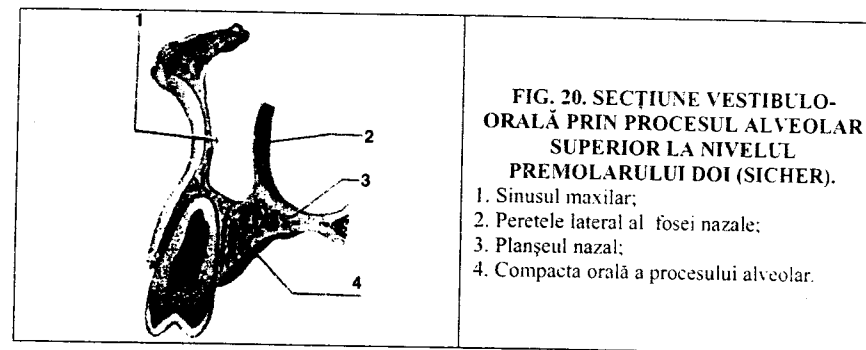 1
2
3
4
FIG. 20. SECȚIUNE VESTIBULO-
ORALĂ PRIN PROCESUL ALVEOLAR
SUPERIOR LA NIVELUL
PREMOLARULUI DOI (SICHER).
1. Sinusul maxilar;
2. Peretele lateral al fosei nazale;
3. Planșeul nazal;
4. Compacta orală a procesului alveolar.